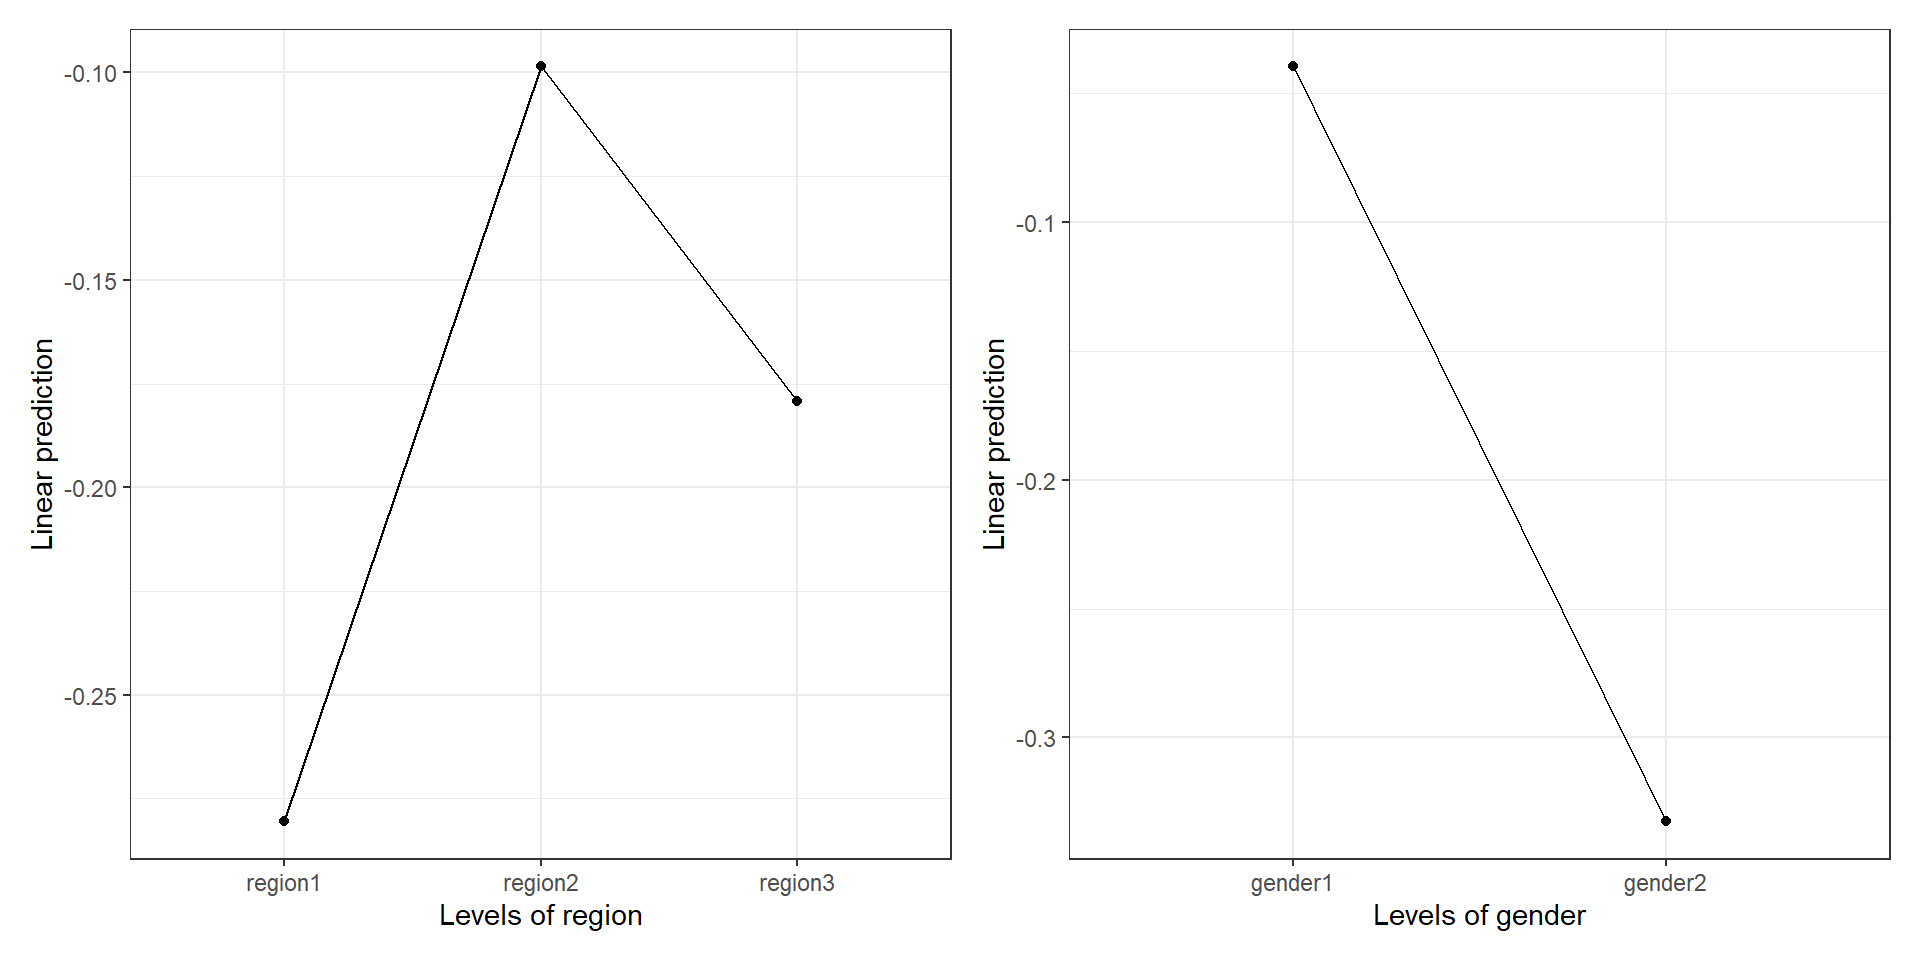 Linear prediction
-0.10
-0.15
-0.20
-0.25
region1 region2 region3
Levels of region
Linear prediction
-0.1
-0.2
-0.3
gender1 gender2
Levels of gender